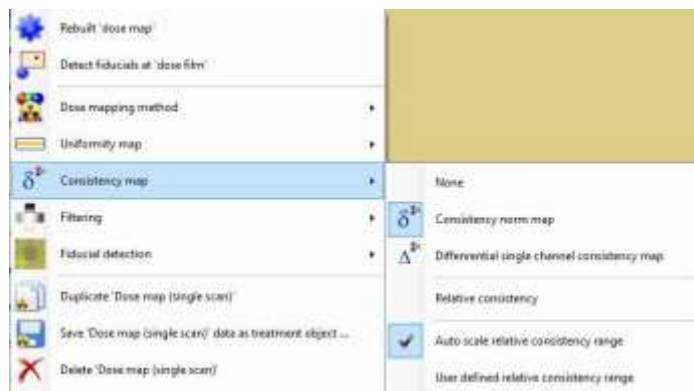 Rebuilt 'dose map'
Detect fiducials at 'dose film'
Dose mapping method
Uniformity map
Consistency map
Filtering
Fiducial detection
Duplicate 'Dose map (single scan)'
Save 'Dose map (single scan)' data as treatment object ...
Delete 'Dose map (single scan)'
None
Consistency norm map
Differential single channel consistency map
Relative consistency
Auto scale relative consistency range
User defined relative consistency range